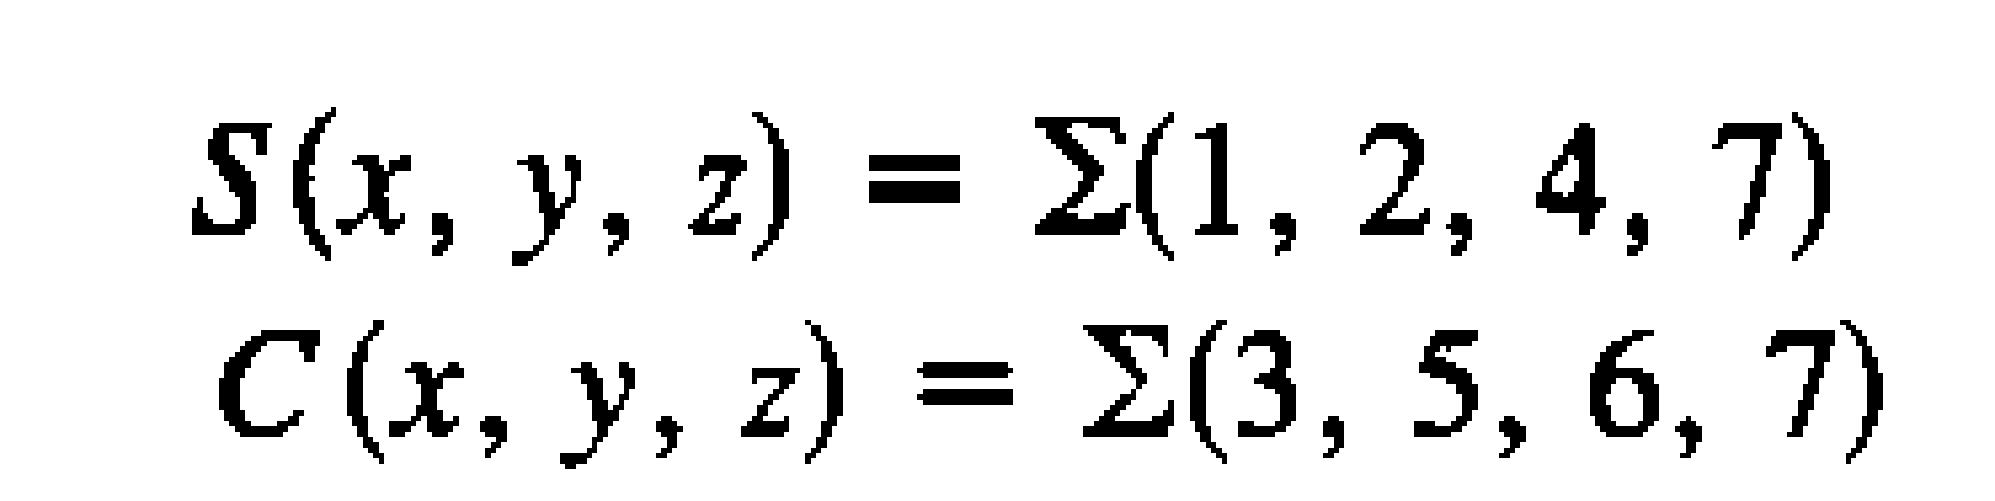 S(x, y, z) = Σ(1, 2, 4, 7)
C(x, y, z) = Σ(3, 5, 6, 7)